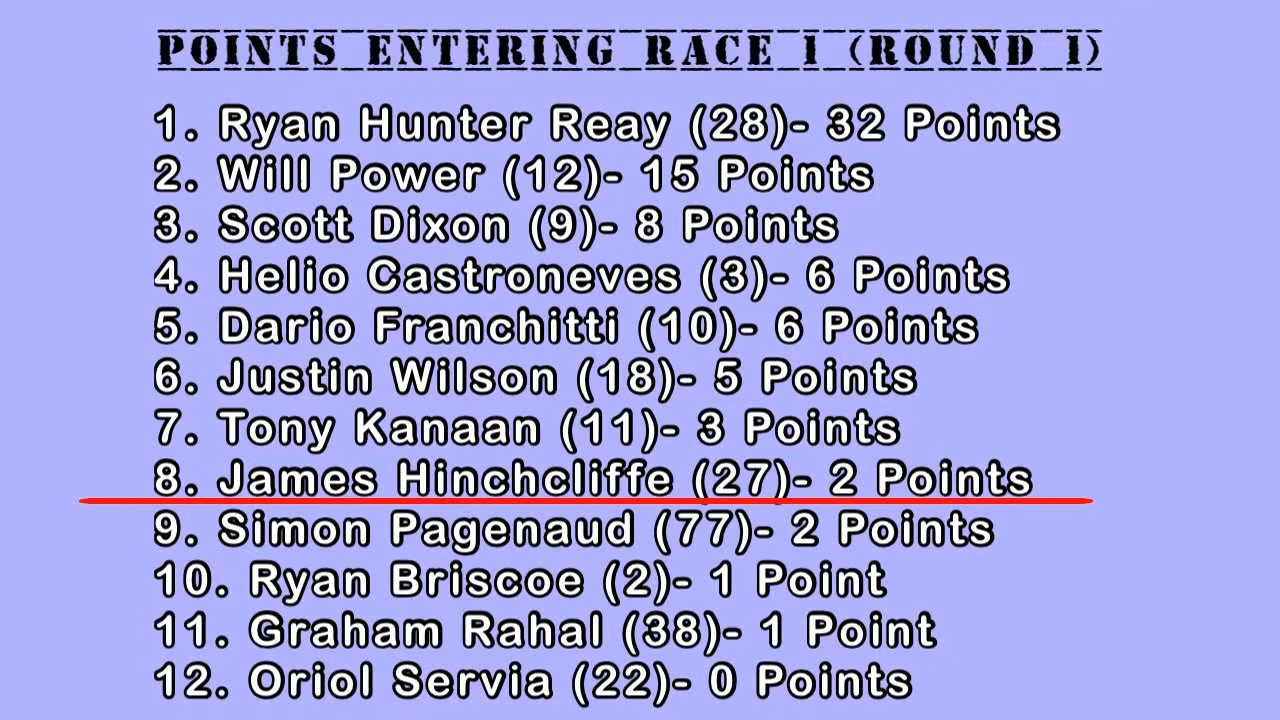 POINTS ENTERING RACE 1 (ROUND 1)
1. Ryan Hunter Reay (28)- 32 Points
2. Will Power (12)- 15 Points
3. Scott Dixon (9)- 8 Points
4. Helio Castroneves (3)- 6 Points
5. Dario Franchitti (10)- 6 Points
6. Justin Wilson (18)- 5 Points
7. Tony Kanaan (11)- 3 Points
8. James Hinchcliffe (27)- 2 Points
9. Simon Pagenaud (77)- 2 Points
10. Ryan Briscoe (2)- 1 Point
11. Graham Rahal (38)- 1 Point
12. Oriol Servia (22)- 0 Points